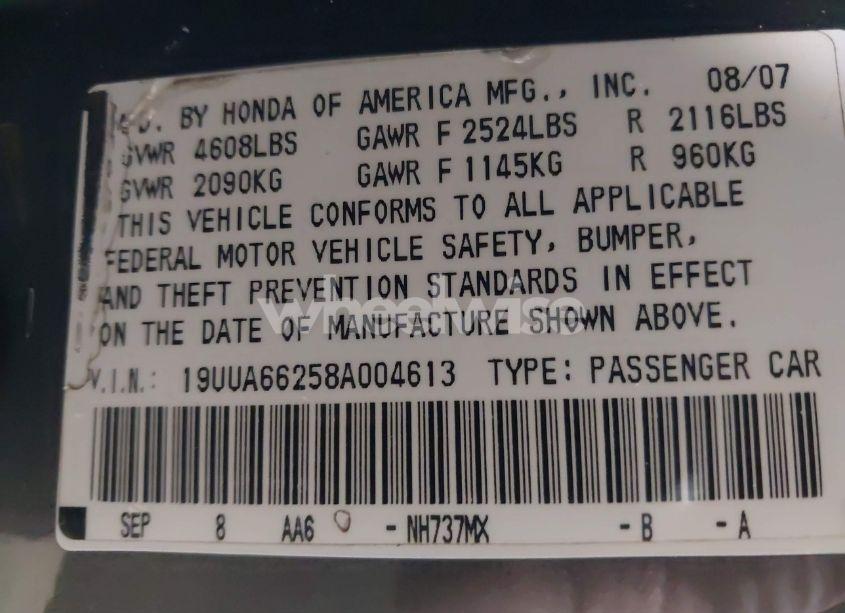 D. BY HONDA OF AMERICA MFG., INC. 08/07
GVWR 4608LBS GAWR F 2524LBS R 2116LBS
GVWR 2090KG GAWR F 1145KG R 960KG
THIS VEHICLE CONFORMS TO ALL APPLICABLE
FEDERAL MOTOR VEHICLE SAFETY, BUMPER,
AND THEFT PREVENTION STANDARDS IN EFFECT
ON THE DATE OF MANUFACTURE SHOWN ABOVE.
wheelwise
V.I.N.: 19UUA66258A004613 TYPE: PASSENGER CAR
SEP 8 AA6 -NH737MX -B -A